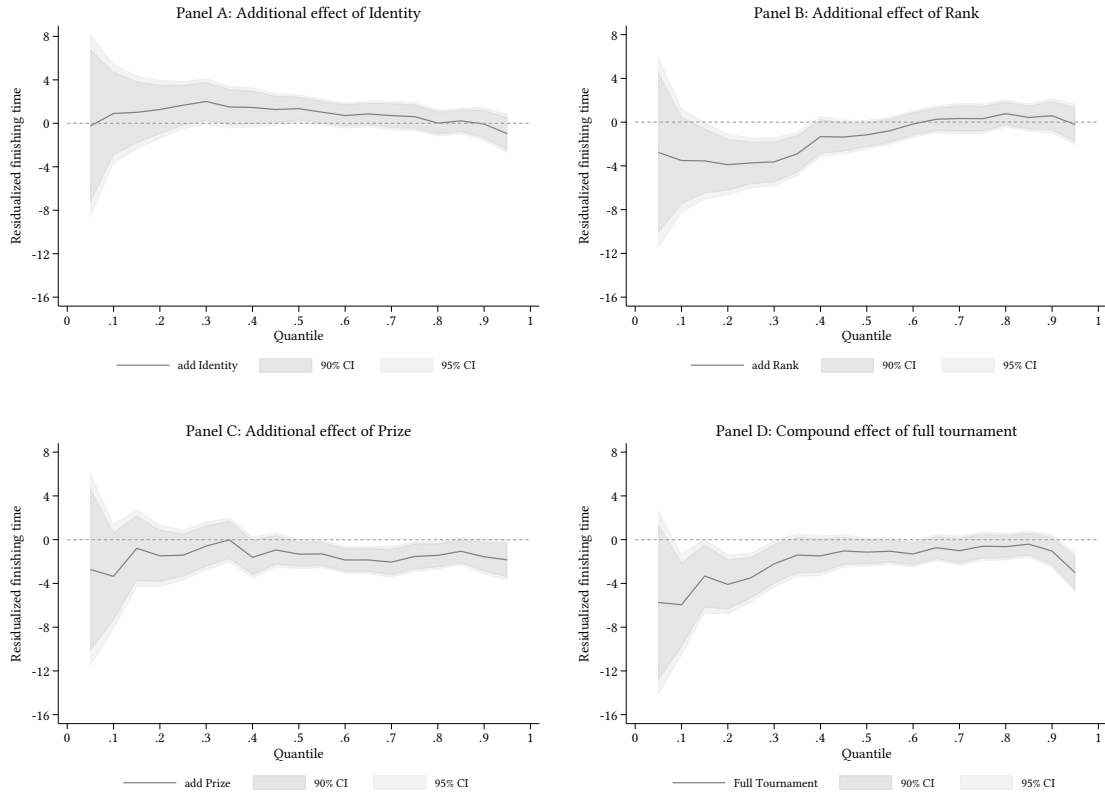 Panel A: Additional effect of Identity
Residualized finishing time
8
4
0
-4
-8
-12
-16
0 .1 .2 .3 .4 .5 .6 .7 .8 .9 1
Quantile
add Identity 90% CI 95% CI
Panel B: Additional effect of Rank
Residualized finishing time
8
4
0
-4
-8
-12
-16
0 .1 .2 .3 .4 .5 .6 .7 .8 .9 1
Quantile
add Rank 90% CI 95% CI
Panel C: Additional effect of Prize
Residualized finishing time
8
4
0
-4
-8
-12
-16
0 .1 .2 .3 .4 .5 .6 .7 .8 .9 1
Quantile
add Prize 90% CI 95% CI
Panel D: Compound effect of full tournament
Residualized finishing time
8
4
0
-4
-8
-12
-16
0 .1 .2 .3 .4 .5 .6 .7 .8 .9 1
Quantile
Full Tournament 90% CI 95% CI